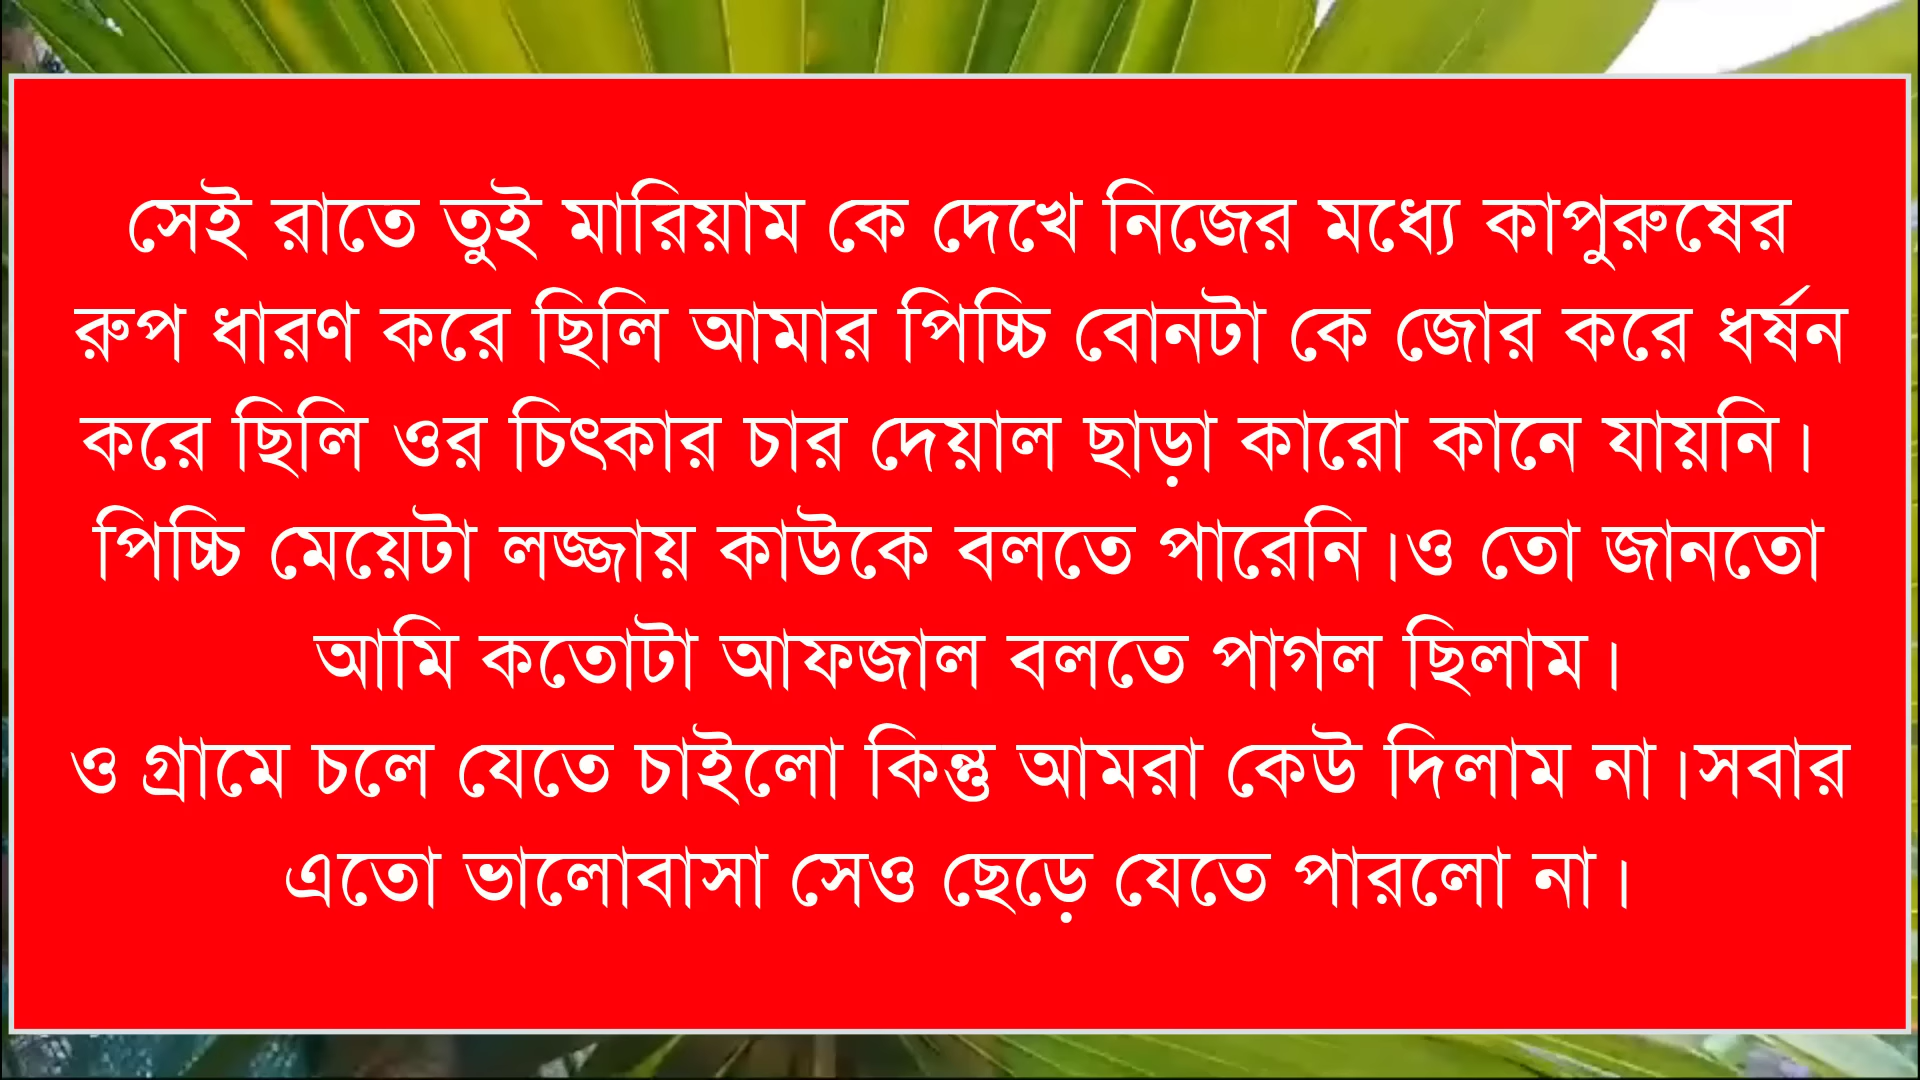 সেই রাতে তুই মারিয়াম কে দেখে নিজের মধ্যে কাপুরুষের
রুপ ধারণ করে ছিলি আমার পিচ্চি বোনটা কে জোর করে ধর্ষন
করে ছিলি ওর চিৎকার চার দেয়াল ছাড়া কারো কানে যায়নি।
পিচ্চি মেয়েটা লজ্জায় কাউকে বলতে পারেনি।ও তো জানতো
আমি কতোটা আফজাল বলতে পাগল ছিলাম।
ও গ্রামে চলে যেতে চাইলো কিন্তু আমরা কেউ দিলাম না।সবার
এতো ভালোবাসা সেও ছেড়ে যেতে পারলো না।